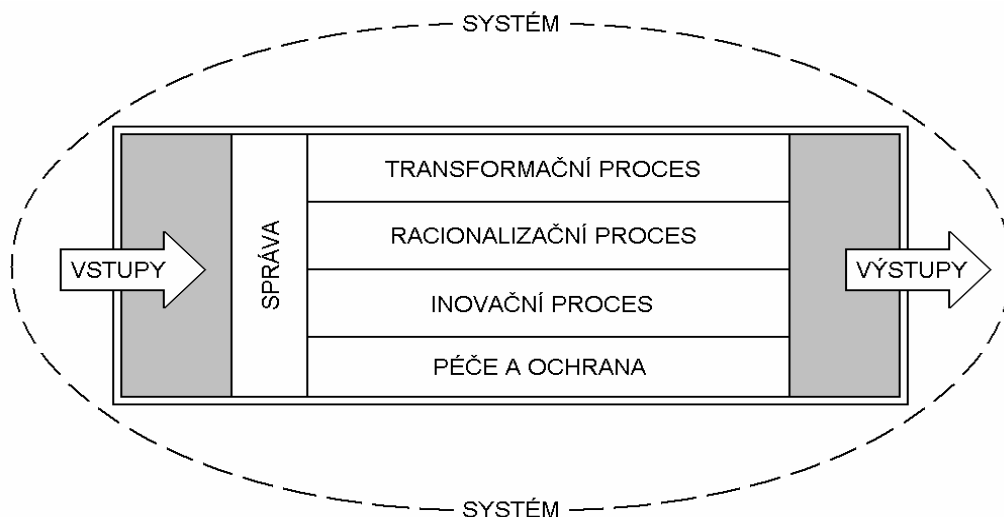 SYSTÉM
TRANSFORMAČNÍ PROCES
RACIONALIZAČNÍ PROCES
VSTUPY
SPRÁVA
VÝSTUPY
INOVAČNÍ PROCES
PÉČE A OCHRANA
SYSTÉM